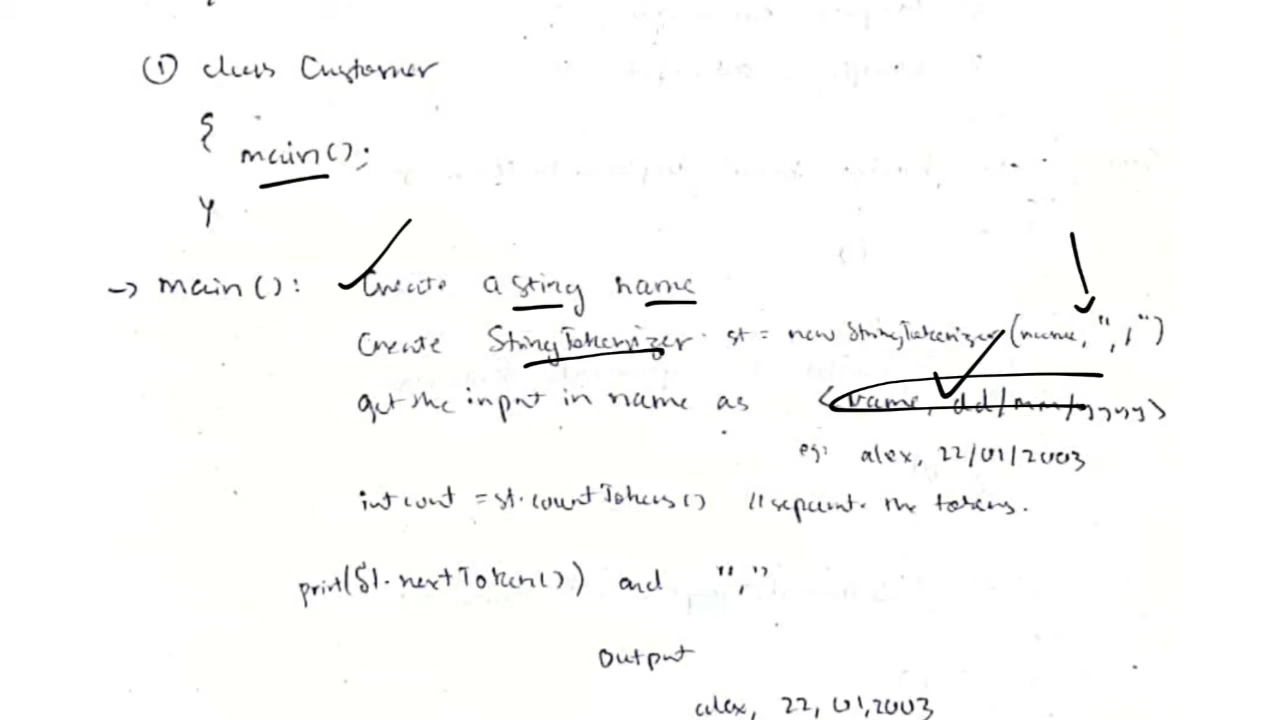 ① class Customer
{
main();
}
→ main(): Create a sting name
Create StringTokenizer st = new StringTokenizer(name, ",")
get the input in name as <name, dd/mm/yyyy>
eg: alex, 22/01/2003
int count = st.countTokens() // separate the tokens.
print(St.nextToken()) and ","
Output
alex, 22, 01, 2003